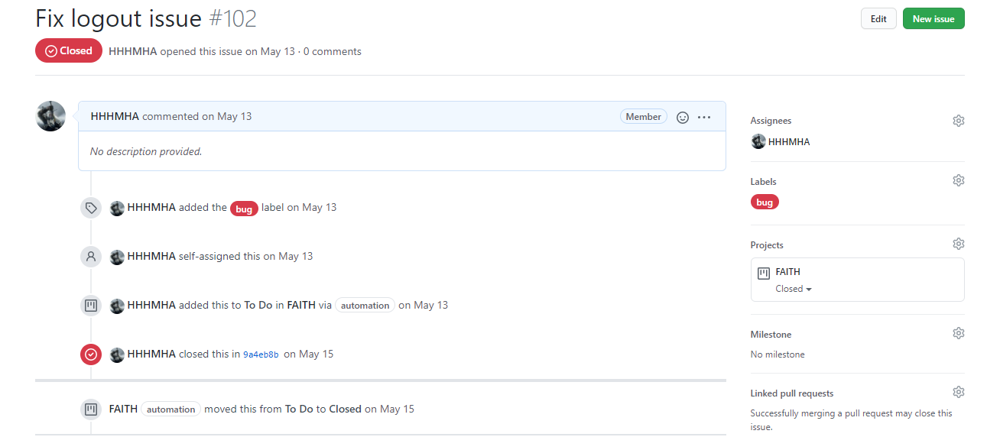 Fix logout issue #102
Edit
New issue
Closed
HHHMHA opened this issue on May 13 · 0 comments
HHHMHA commented on May 13
Member
No description provided.
HHHMHA added the bug label on May 13
HHHMHA self-assigned this on May 13
HHHMHA added this to To Do in FAITH via automation on May 13
HHHMHA closed this in 9a4eb8b on May 15
FAITH automation moved this from To Do to Closed on May 15
Assignees
HHHMHA
Labels
bug
Projects
FAITH
Closed
Milestone
No milestone
Linked pull requests
Successfully merging a pull request may close this
issue.